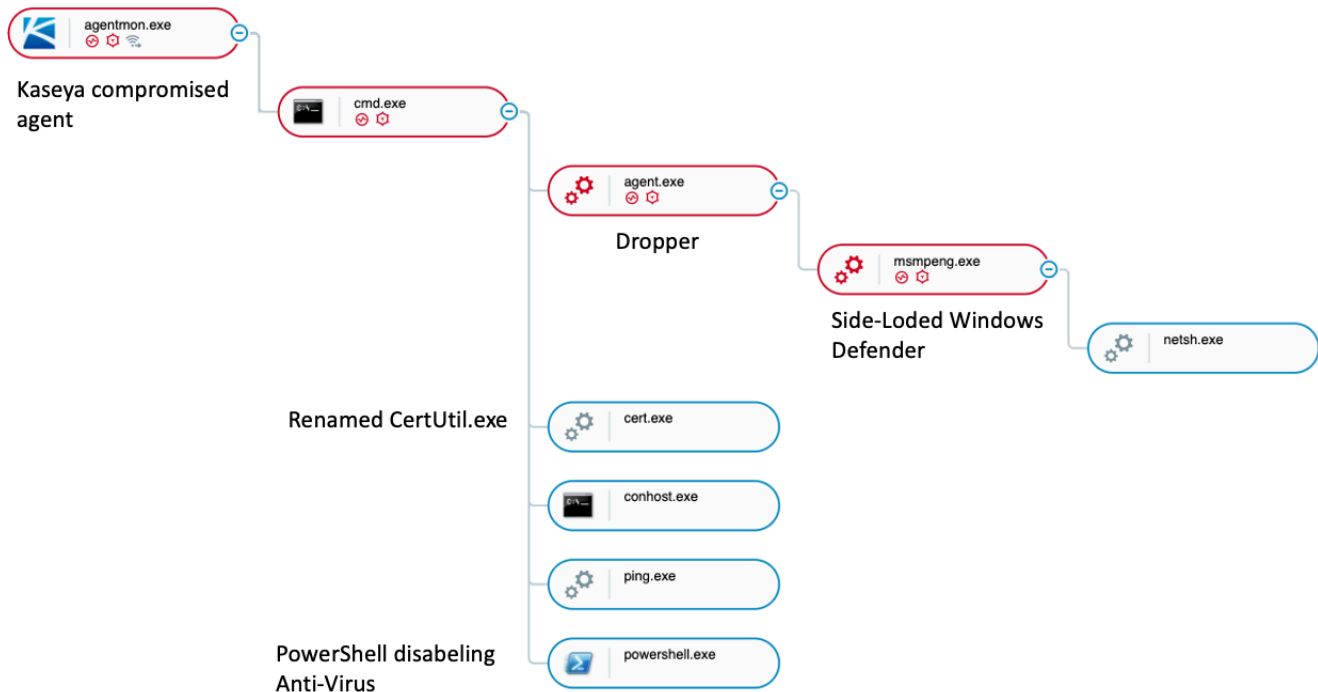 agentmon.exe
Kaseya compromised
agent
cmd.exe
agent.exe
Dropper
msmpeng.exe
Side-Loded Windows
Defender
netsh.exe
Renamed CertUtil.exe
cert.exe
conhost.exe
ping.exe
PowerShell disabeling
Anti-Virus
powershell.exe